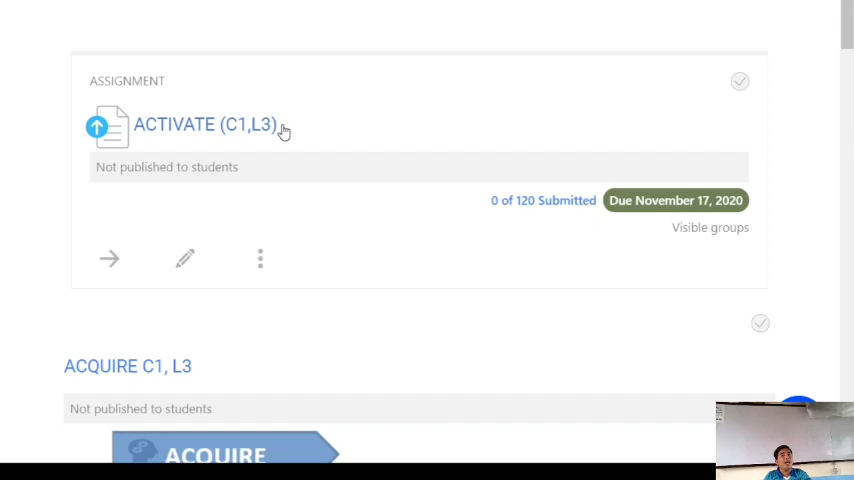 ASSIGNMENT
ACTIVATE (C1,L3)
Not published to students
0 of 120 Submitted
Due November 17, 2020
Visible groups
ACQUIRE C1, L3
Not published to students
ACQUIRE